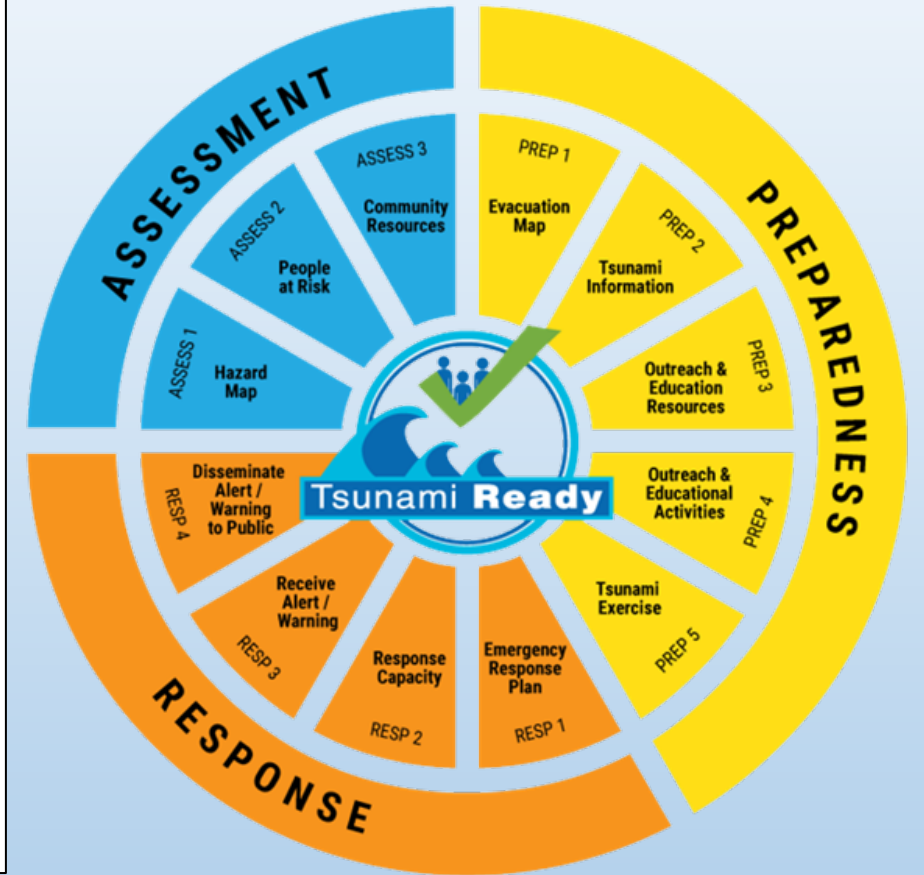 ASSESSMENT
ASSESS 1
Hazard
Map
ASSESS 2
People
at Risk
ASSESS 3
Community
Resources
PREPAREDNESS
PREP 1
Evacuation
Map
PREP 2
Tsunami
Information
PREP 3
Outreach &
Education
Resources
PREP 4
Outreach &
Educational
Activities
PREP 5
Tsunami
Exercise
RESPONSE
RESP 1
Emergency
Response
Plan
RESP 2
Response
Capacity
RESP 3
Receive
Alert /
Warning
RESP 4
Disseminate
Alert /
Warning
to Public
Tsunami Ready